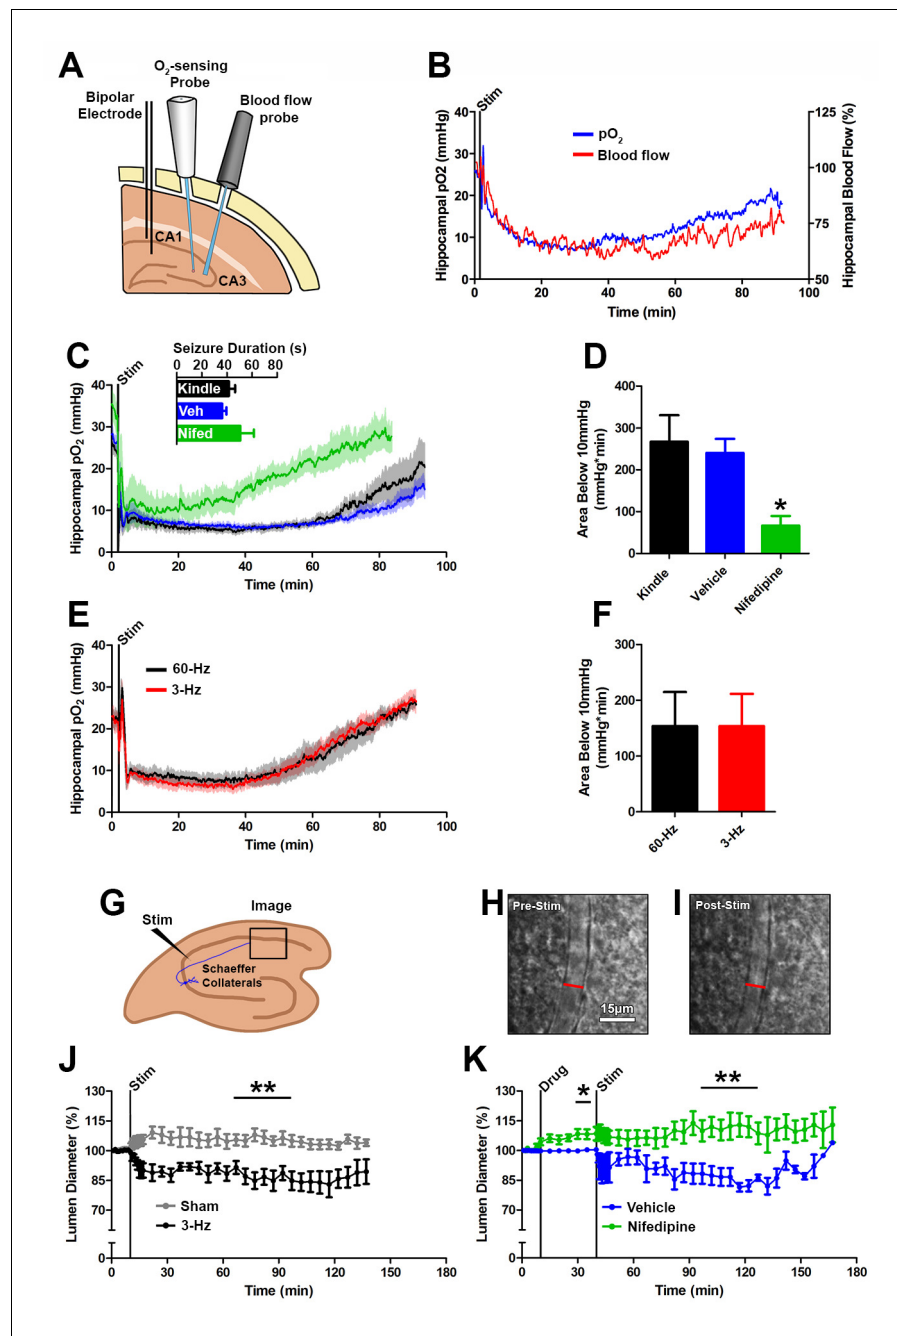 A
O2-sensing
Probe
Bipolar
Electrode
Blood flow
probe
CA1
CA3
B
Stim
pO2
Blood flow
Hippocampal pO2 (mmHg)
40
30
20
10
0
Hippocampal Blood Flow (%)
125
100
75
50
0 20 40 60 80 100
Time (min)
C
Stim
Seizure Duration (s)
0 20 40 60 80
Kindle
Veh
Nifed
Hippocampal pO2 (mmHg)
40
30
20
10
0
0 20 40 60 80 100
Time (min)
D
Area Below 10mmHg
(mmHg*min)
400
300
200
100
0
*
Kindle
Vehicle
Nifedipine
E
Stim
60-Hz
3-Hz
Hippocampal pO2 (mmHg)
40
30
20
10
0
0 20 40 60 80 100
Time (min)
F
Area Below 10mmHg
(mmHg*min)
300
200
100
0
60-Hz
3-Hz
G
Image
Stim
Schaeffer
Collaterals
H
Pre-Stim
15µm
I
Post-Stim
J
Stim
**
Lumen Diameter (%)
130
115
100
85
70
0
Sham
3-Hz
0 30 60 90 120 150 180
Time (min)
K
Drug
Stim
*
**
Lumen Diameter (%)
130
115
100
85
70
0
Vehicle
Nifedipine
0 30 60 90 120 150 180
Time (min)